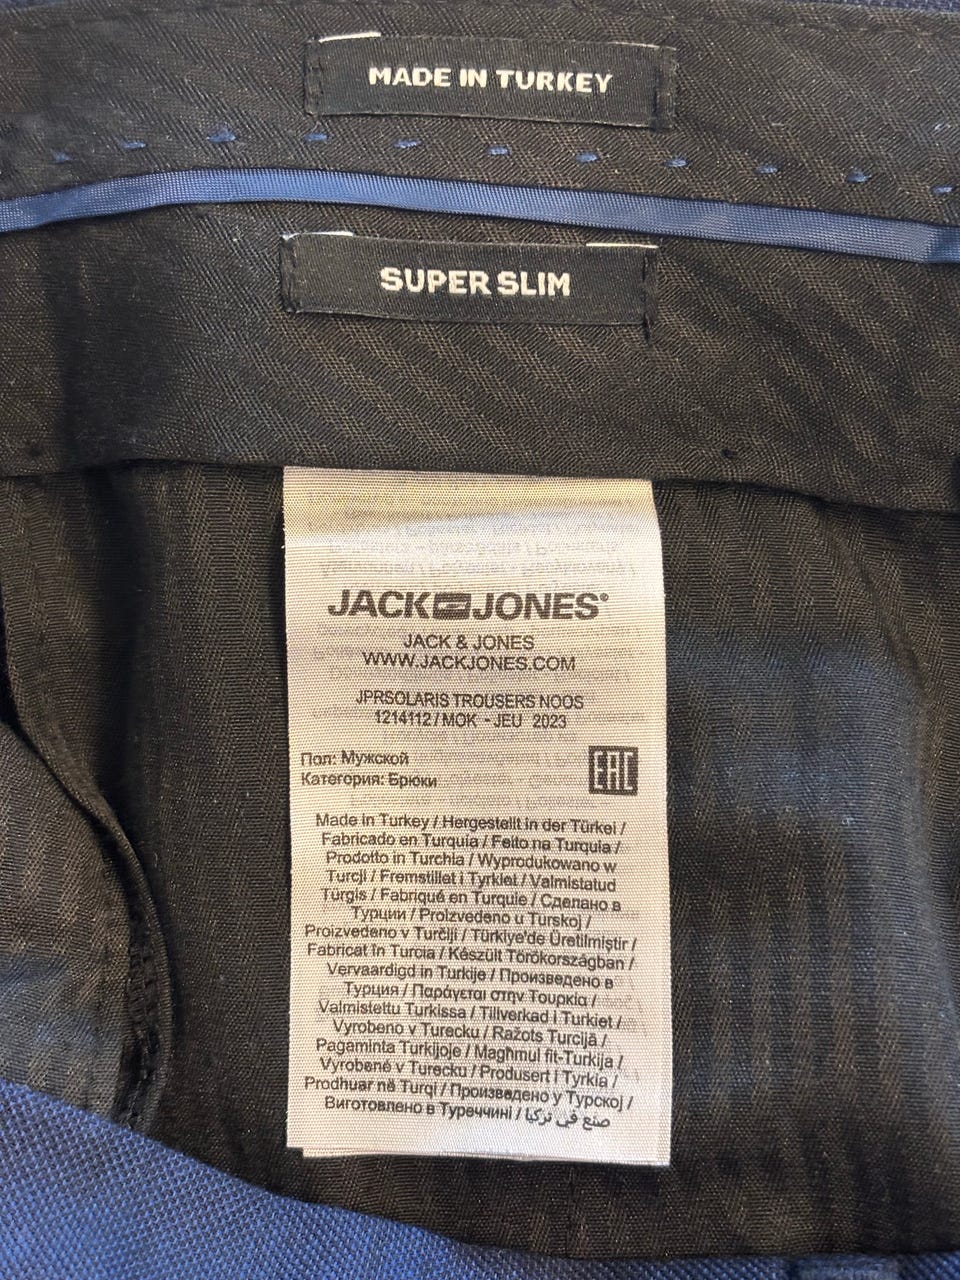 MADE IN TURKEY
SUPER SLIM
JACK JONES®
JACK & JONES
WWW.JACKJONES.COM
JPRSOLARIS TROUSERS NOOS
1214112 / MOK - JEU 2023
Пол: Мужской
Категория: Брюки
EAC
Made in Turkey / Hergestellt in der Türkei /
Fabricado en Turquia / Feito na Turquia /
Prodotto in Turchia / Wyprodukowano w
Turcji / Fremstillet i Tyrkiet / Valmistatud
Türgis / Fabriqué en Turquie / Сделано в
Турции / Proizvedeno u Turskoj /
Proizvedeno v Turčiji / Türkiye'de Üretilmiştir /
Fabricat în Turcia / Készült Törökországban /
Vervaardigd in Turkije / Произведено в
Турция / Παράγεται στην Τουρκία /
Valmistettu Turkissa / Tillverkad i Turkiet /
Vyrobeno v Turecku / Ražots Turcijā /
Pagaminta Turkijoje / Magħmul fit-Turkija /
Vyrobené v Turecku / Produsert i Tyrkia /
Prodhuar në Turqi / Произведено у Турској /
Виготовлено в Туреччині / صنع في تركيا